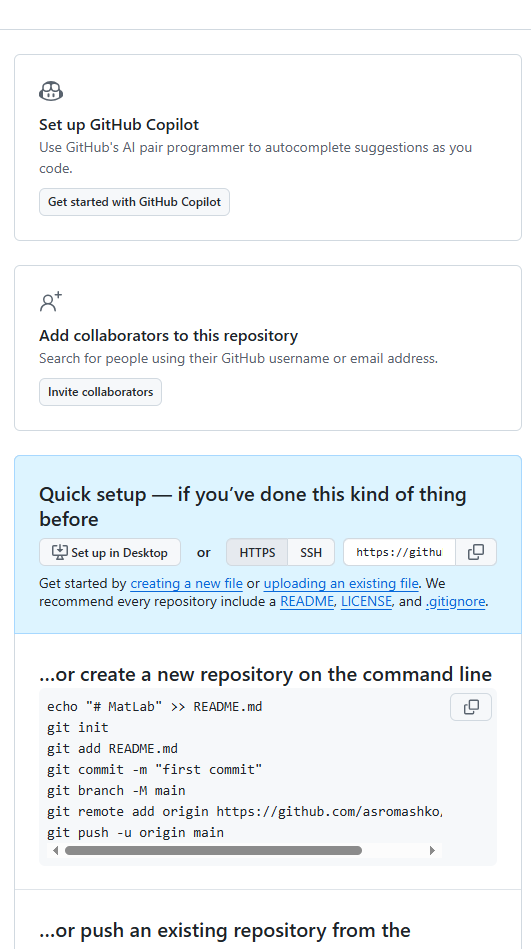 Set up GitHub Copilot
Use GitHub's AI pair programmer to autocomplete suggestions as you
code.
Get started with GitHub Copilot
Add collaborators to this repository
Search for people using their GitHub username or email address.
Invite collaborators
Quick setup — if you’ve done this kind of thing
before
Set up in Desktop or HTTPS SSH https://githu
Get started by creating a new file or uploading an existing file. We
recommend every repository include a README, LICENSE, and .gitignore.
…or create a new repository on the command line
echo "# MatLab" >> README.md
git init
git add README.md
git commit -m "first commit"
git branch -M main
git remote add origin https://github.com/asromashko/
git push -u origin main
…or push an existing repository from the